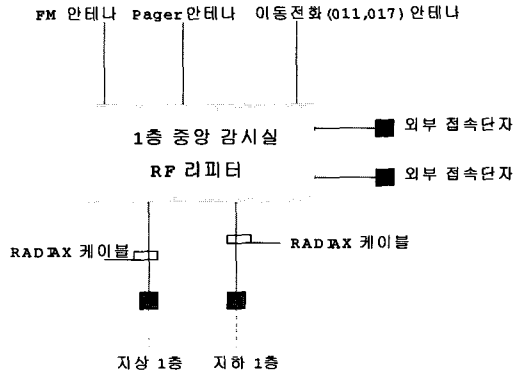 FM 안테나 Pager안테나 이동전화(011,017) 안테나
1층 중앙 감시실
RF 리피터
외부 접속단자
외부 접속단자
RADIAX 케이블
RADIAX 케이블
지상 1층 지하 1층